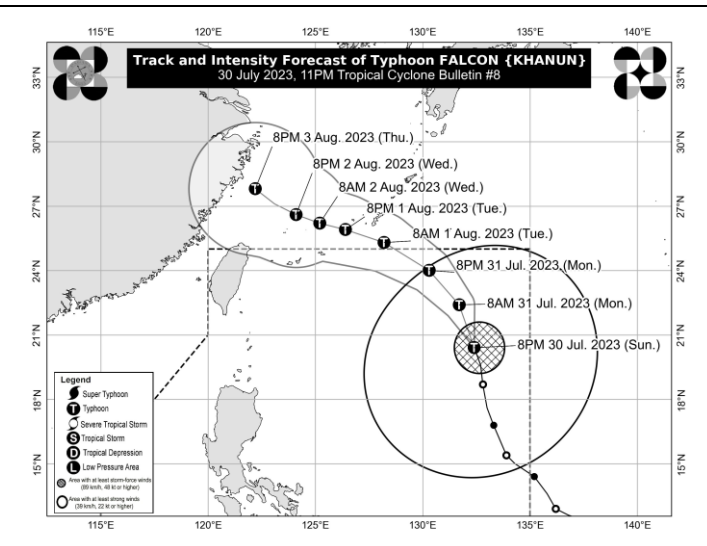 115°E 120°E 125°E 130°E 135°E 140°E
Track and Intensity Forecast of Typhoon FALCON {KHANUN}
30 July 2023, 11PM Tropical Cyclone Bulletin #8
33°N 33°N
30°N 30°N
8PM 3 Aug. 2023 (Thu.)
8PM 2 Aug. 2023 (Wed.)
8AM 2 Aug. 2023 (Wed.)
27°N 27°N
8PM 1 Aug. 2023 (Tue.)
8AM 1 Aug. 2023 (Tue.)
24°N 24°N
8PM 31 Jul. 2023 (Mon.)
8AM 31 Jul. 2023 (Mon.)
21°N 21°N
8PM 30 Jul. 2023 (Sun.)
T T T T T T T T T
18°N 18°N
15°N 15°N
Legend
Super Typhoon
T Typhoon
Severe Tropical Storm
S Tropical Storm
D Tropical Depression
L Low Pressure Area
Area with at least storm-force winds
(89 km/h, 48 kt or higher)
Area with at least strong winds
(39 km/h, 22 kt or higher)
115°E 120°E 125°E 130°E 135°E 140°E